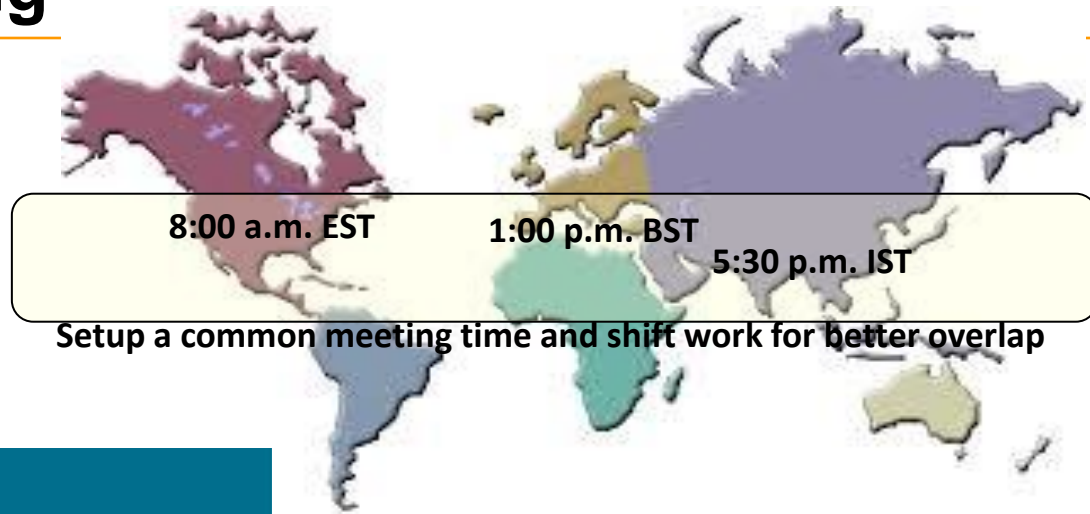 8:00 a.m. EST
1:00 p.m. BST
5:30 p.m. IST
Setup a common meeting time and shift work for better overlap